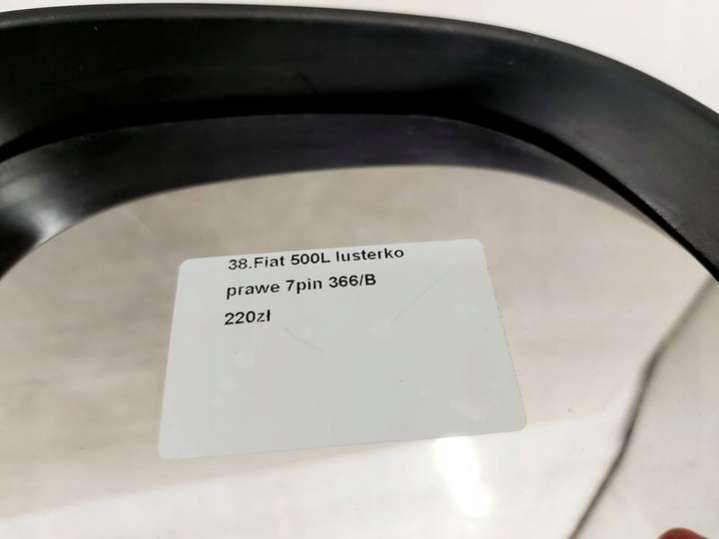 38.Fiat 500L lusterko
prawe 7pin 366/B
220zł